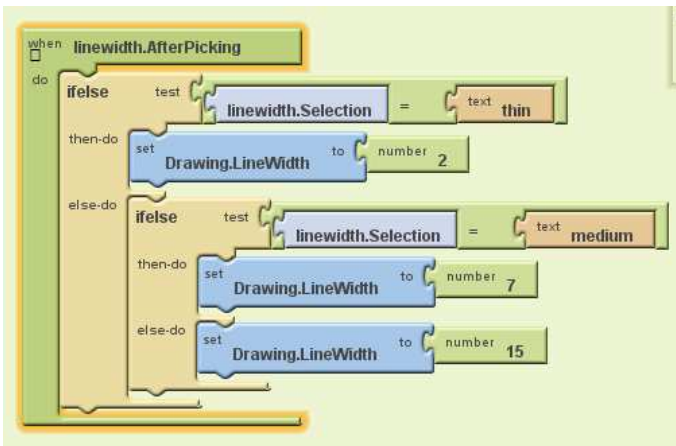 when linewidth.AfterPicking
do ifelse test linewidth.Selection = text thin
then-do set Drawing.LineWidth to number 2
else-do ifelse test linewidth.Selection = text medium
then-do set Drawing.LineWidth to number 7
else-do set Drawing.LineWidth to number 15